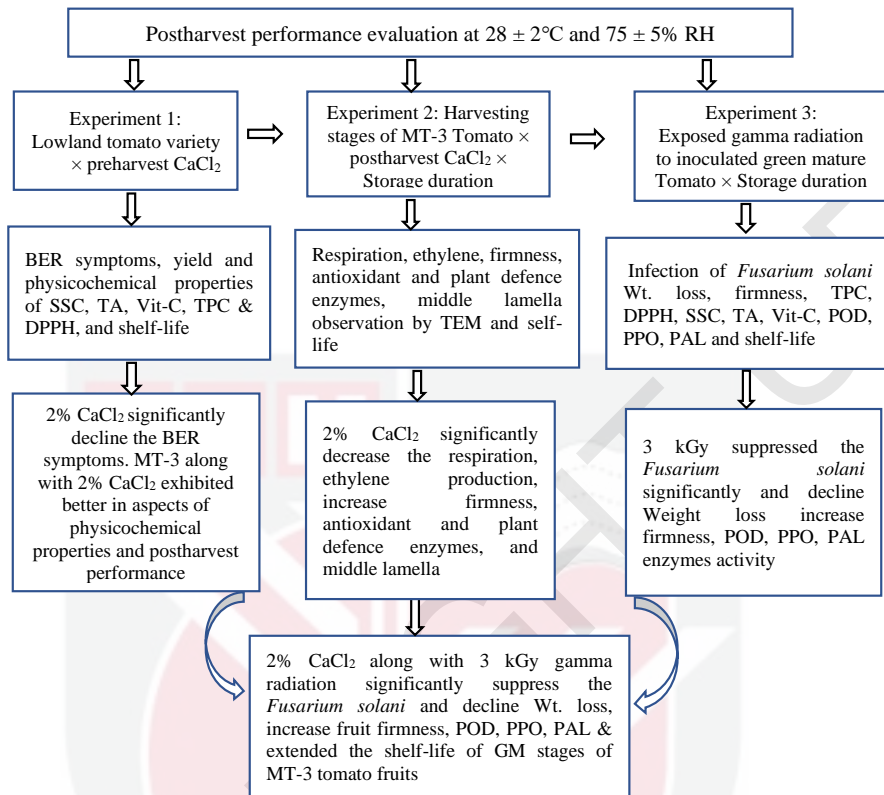 Postharvest performance evaluation at 28 ± 2°C and 75 ± 5% RH
Experiment 1:
Lowland tomato variety
× preharvest CaCl₂
Experiment 2: Harvesting
stages of MT-3 Tomato ×
postharvest CaCl₂ ×
Storage duration
Experiment 3:
Exposed gamma radiation
to inoculated green mature
Tomato × Storage duration
BER symptoms, yield and
physicochemical properties
of SSC, TA, Vit-C, TPC &
DPPH, and shelf-life
Respiration, ethylene, firmness,
antioxidant and plant defence
enzymes, middle lamella
observation by TEM and self-
life
Infection of Fusarium solani
Wt. loss, firmness, TPC,
DPPH, SSC, TA, Vit-C, POD,
PPO, PAL and shelf-life
2% CaCl₂ significantly
decline the BER
symptoms. MT-3 along
with 2% CaCl₂ exhibited
better in aspects of
physicochemical
properties and postharvest
performance
2% CaCl₂ significantly
decrease the respiration,
ethylene production,
increase firmness,
antioxidant and plant
defence enzymes, and
middle lamella
3 kGy suppressed the
Fusarium solani
significantly and decline
Weight loss increase
firmness, POD, PPO, PAL
enzymes activity
2% CaCl₂ along with 3 kGy gamma
radiation significantly suppress the
Fusarium solani and decline Wt. loss,
increase fruit firmness, POD, PPO, PAL &
extended the shelf-life of GM stages of
MT-3 tomato fruits